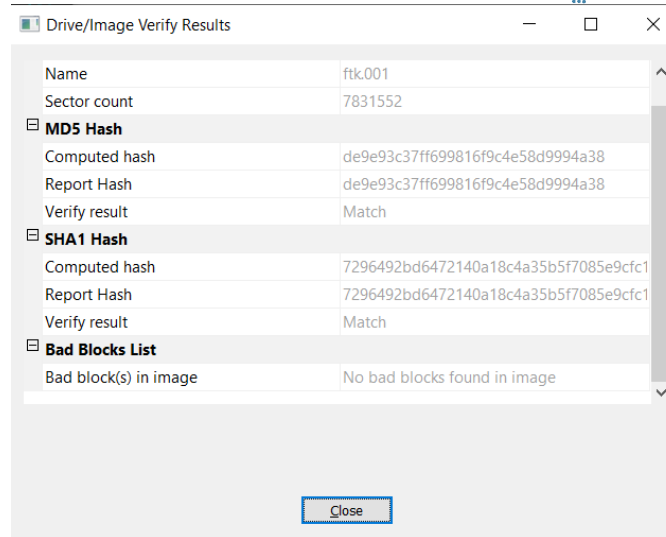 Drive/Image Verify Results
Name ftk.001
Sector count 7831552
MD5 Hash
Computed hash de9e93c37ff699816f9c4e58d9994a38
Report Hash de9e93c37ff699816f9c4e58d9994a38
Verify result Match
SHA1 Hash
Computed hash 7296492bd6472140a18c4a35b5f7085e9cfc1
Report Hash 7296492bd6472140a18c4a35b5f7085e9cfc1
Verify result Match
Bad Blocks List
Bad block(s) in image No bad blocks found in image
Close